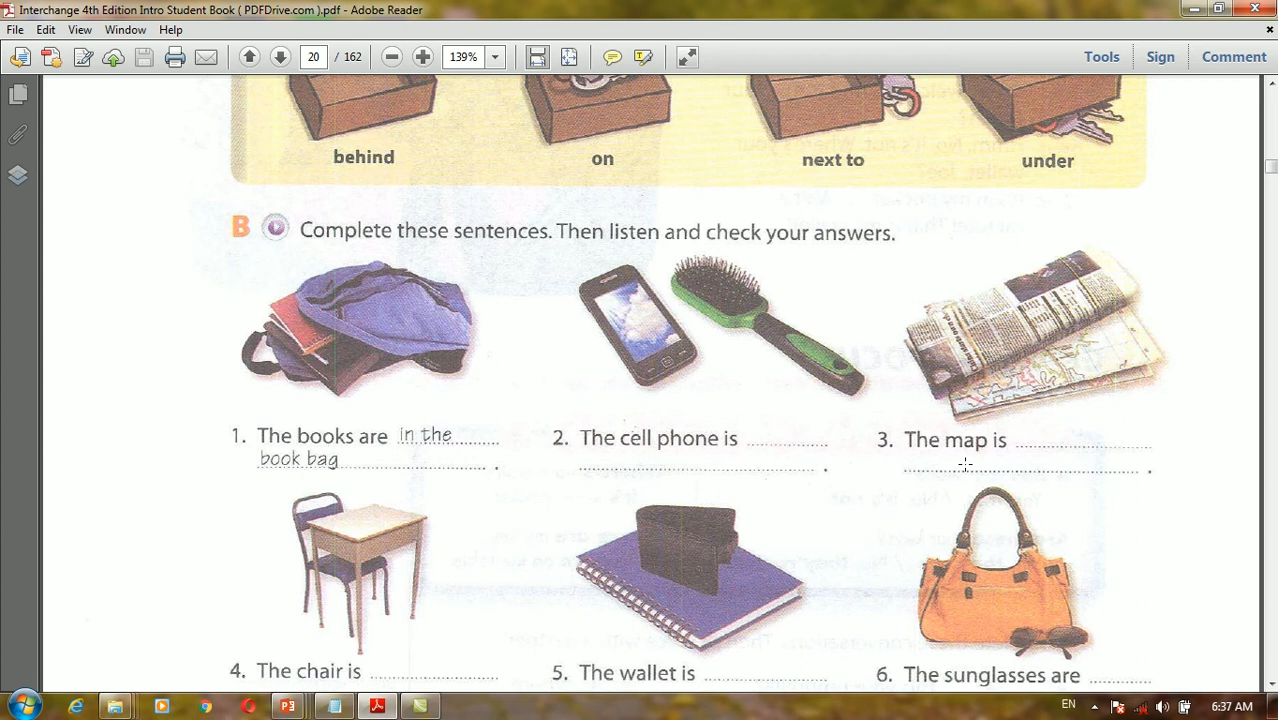 Interchange 4th Edition Intro Student Book ( PDFDrive.com ).pdf - Adobe Reader
File Edit View Window Help
20 / 162 139% Tools Sign Comment
behind on next to under
B Complete these sentences. Then listen and check your answers.
1. The books are in the
book bag .
2. The cell phone is
.
3. The map is
.
4. The chair is
5. The wallet is
6. The sunglasses are
EN 6:37 AM